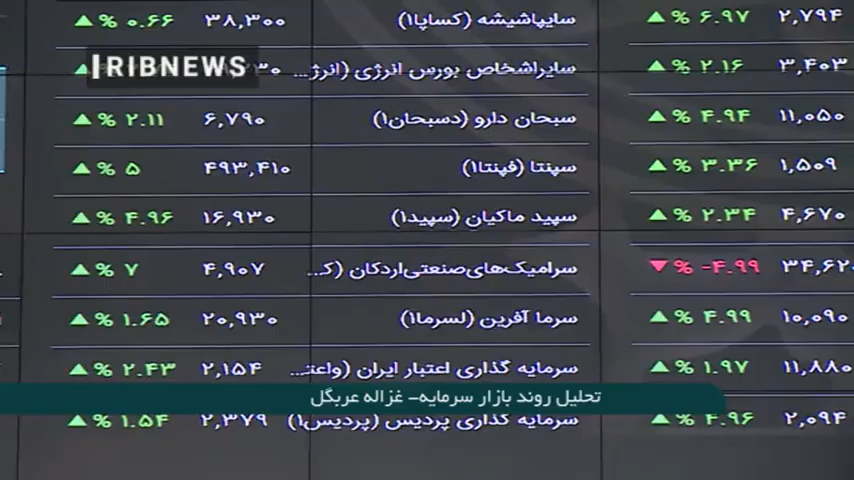 سایپاشیشه (کساپا۱) ۳۸,۳۰۰ % ۰.۶۶
۲,۷۹۴ % ۶.۹۷
IRIBNEWS
سایراشخاص بورس انرژی (انرژ...
۳,۴۰۳ % ۲.۱۶
سبحان دارو (دسبحان۱) ۶,۷۹۰ % ۲.۱۱
۱۱,۰۵۰ % ۴.۹۴
سپنتا (فپنتا۱) ۴۹۳,۴۱۰ % ۵
۱,۵۰۹ % ۳.۳۶
سپید ماکیان (سپید۱) ۱۶,۹۳۰ % ۴.۹۶
۴,۶۷۰ % ۲.۳۴
سرامیک‌های‌صنعتی‌اردکان (ک... ۴,۹۰۷ % ۷
۳۴,۶۲۰ % -۴.۹۹
سرما آفرین (لسرما۱) ۲۰,۹۳۰ % ۱.۶۵
۱۰,۰۹۰ % ۴.۹۹
سرمایه گذاری اعتبار ایران (واعتب... ۲,۱۵۴ % ۲.۴۳
۱۱,۸۸۰ % ۱.۹۷
تحلیل روند بازار سرمایه- غزاله عربگل
سرمایه گذاری پردیس (پردیس۱) ۲,۳۷۹ % ۱.۵۴
۲,۰۹۴ % ۴.۹۶